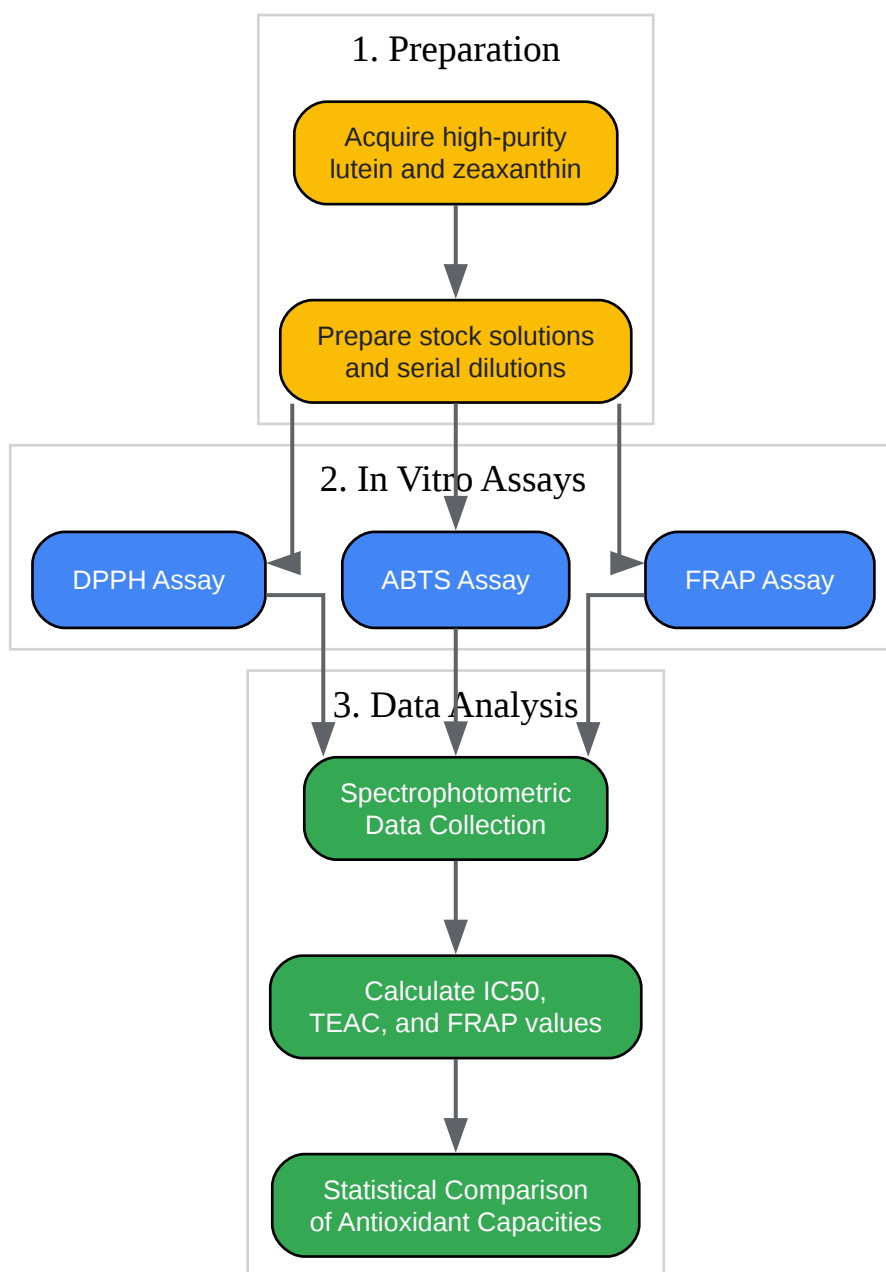 1. Preparation
Acquire high-purity
lutein and zeaxanthin
Prepare stock solutions
and serial dilutions
2. In Vitro Assays
DPPH Assay
ABTS Assay
FRAP Assay
3. Data Analysis
Spectrophotometric
Data Collection
Calculate IC50,
TEAC, and FRAP values
Statistical Comparison
of Antioxidant Capacities